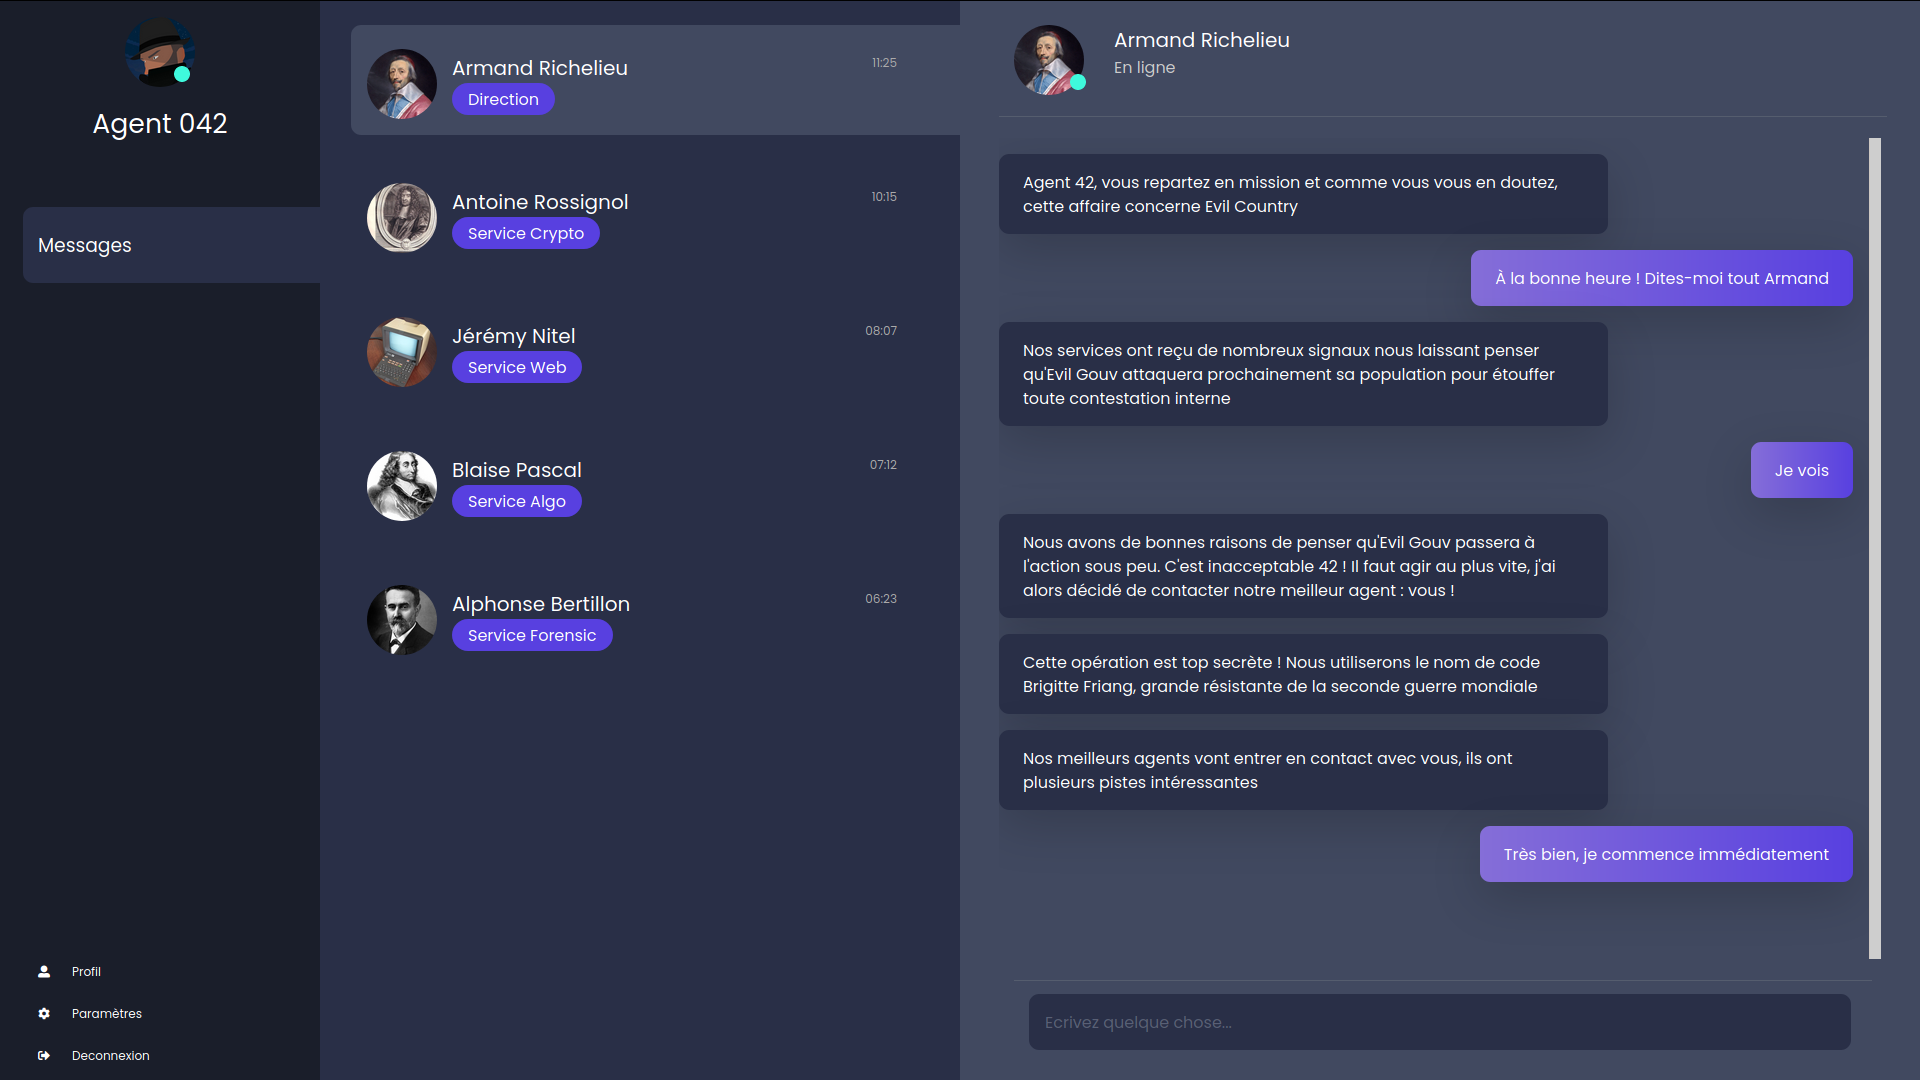 Agent 042
Messages
Profil
Paramètres
Deconnexion
Armand Richelieu
11:25
Direction
Antoine Rossignol
10:15
Service Crypto
Jérémy Nitel
08:07
Service Web
Blaise Pascal
07:12
Service Algo
Alphonse Bertillon
06:23
Service Forensic
Armand Richelieu
En ligne
Agent 42, vous repartez en mission et comme vous vous en doutez,
cette affaire concerne Evil Country
À la bonne heure ! Dites-moi tout Armand
Nos services ont reçu de nombreux signaux nous laissant penser
qu'Evil Gouv attaquera prochainement sa population pour étouffer
toute contestation interne
Je vois
Nous avons de bonnes raisons de penser qu'Evil Gouv passera à
l'action sous peu. C'est inacceptable 42 ! Il faut agir au plus vite, j'ai
alors décidé de contacter notre meilleur agent : vous !
Cette opération est top secrète ! Nous utiliserons le nom de code
Brigitte Friang, grande résistante de la seconde guerre mondiale
Nos meilleurs agents vont entrer en contact avec vous, ils ont
plusieurs pistes intéressantes
Très bien, je commence immédiatement
Ecrivez quelque chose...